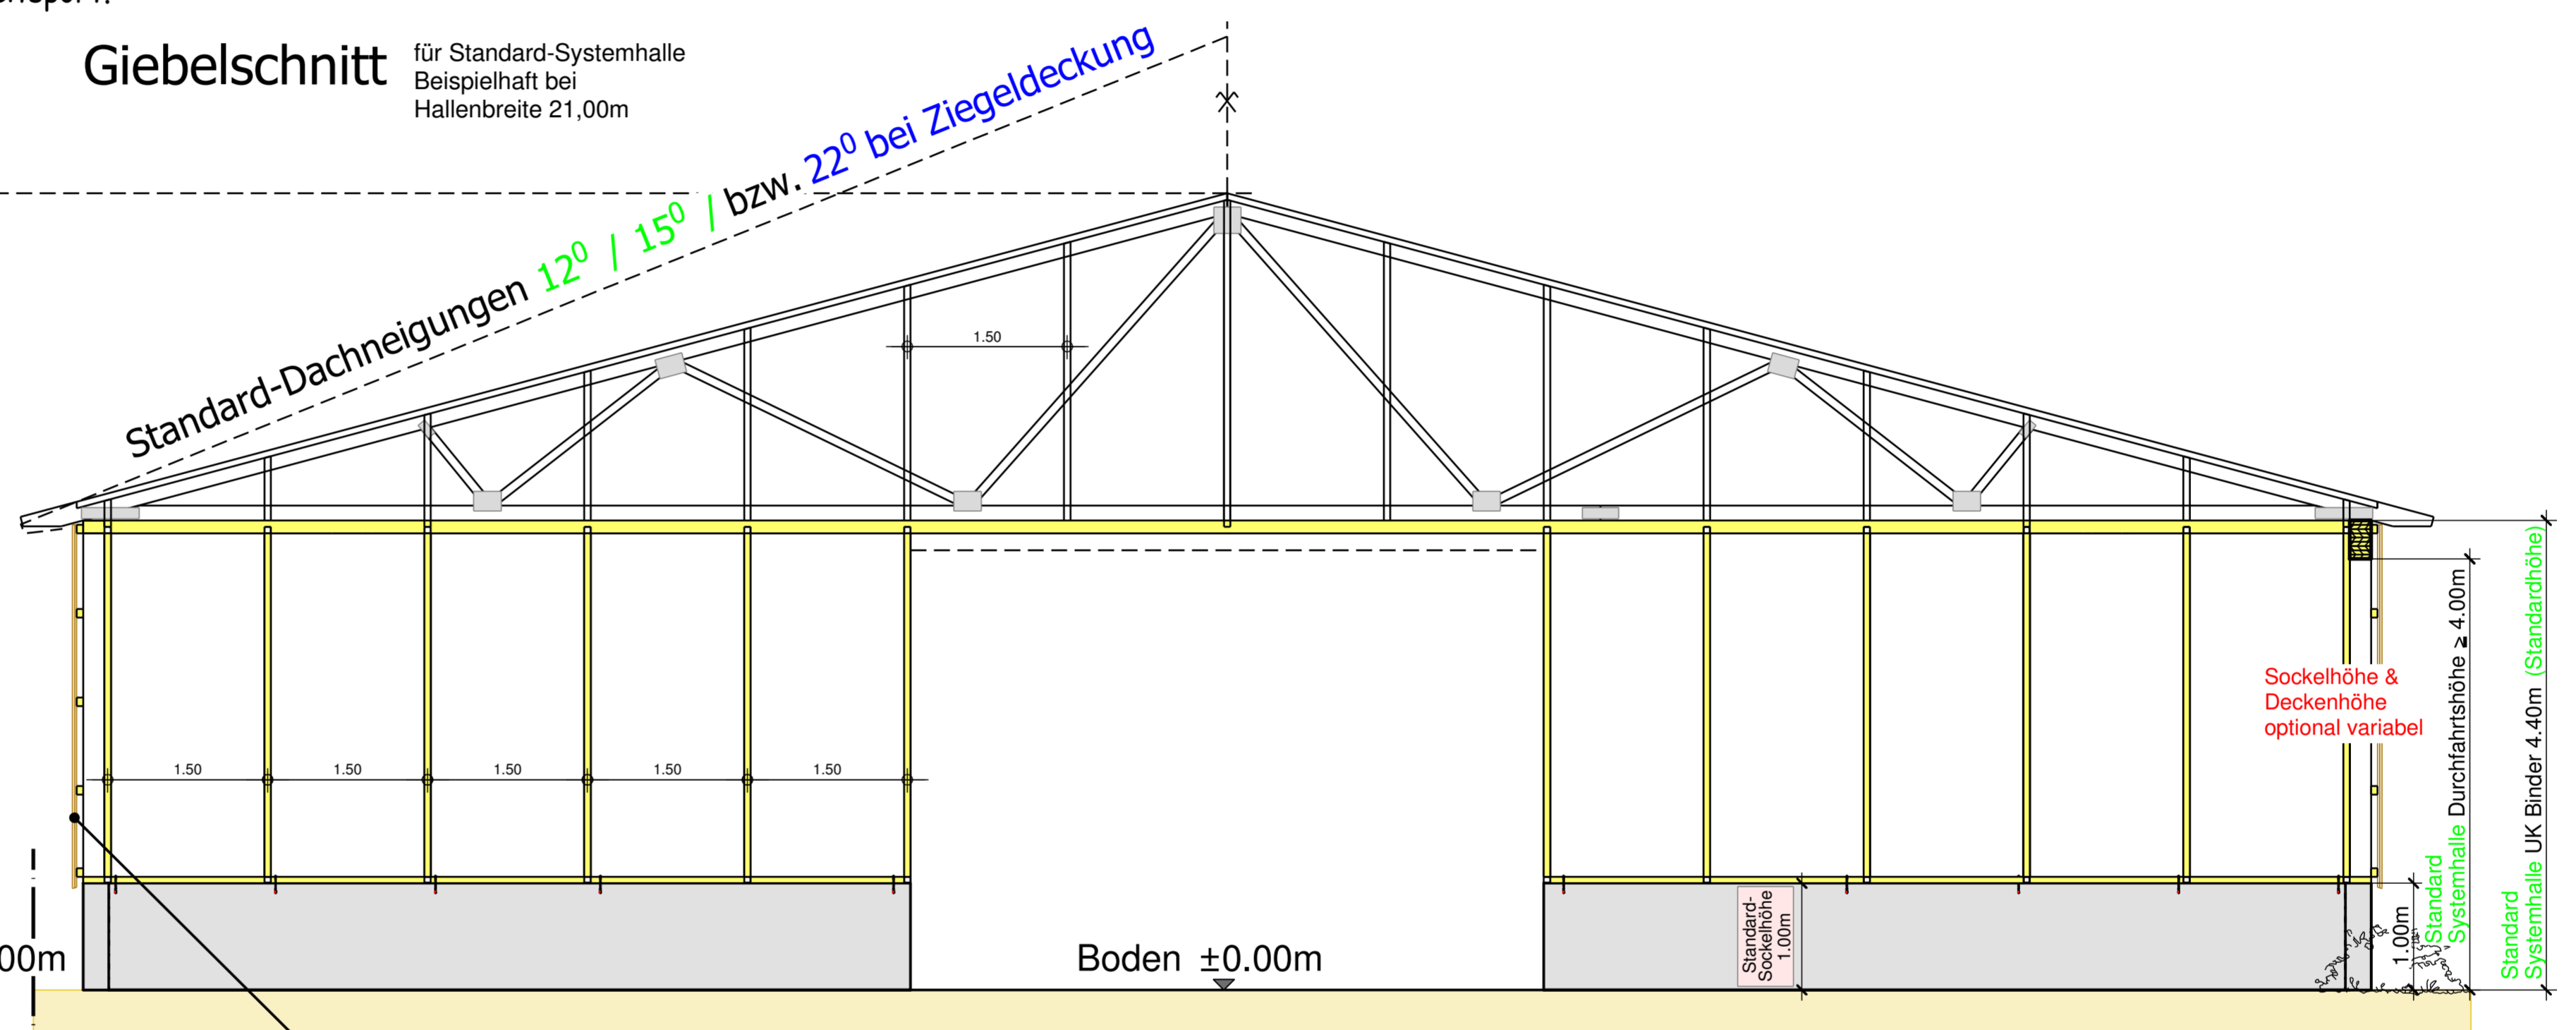 Giebelschnitt
für Standard-Systemhalle
Beispielhaft bei
Hallenbreite 21,00m
Standard-Dachneigungen 12⁰ / 15⁰ / bzw. 22⁰ bei Ziegeldeckung
1.50
1.50
1.50
1.50
1.50
1.50
Sockelhöhe &
Deckenhöhe
optional variabel
Standard
Systemhalle Durchfahrtshöhe ≥ 4.00m
Standard
Systemhalle UK Binder 4.40m (Standardhöhe)
Standard-
Sockelhöhe
1.00m
1.00m
Boden ±0.00m
00m